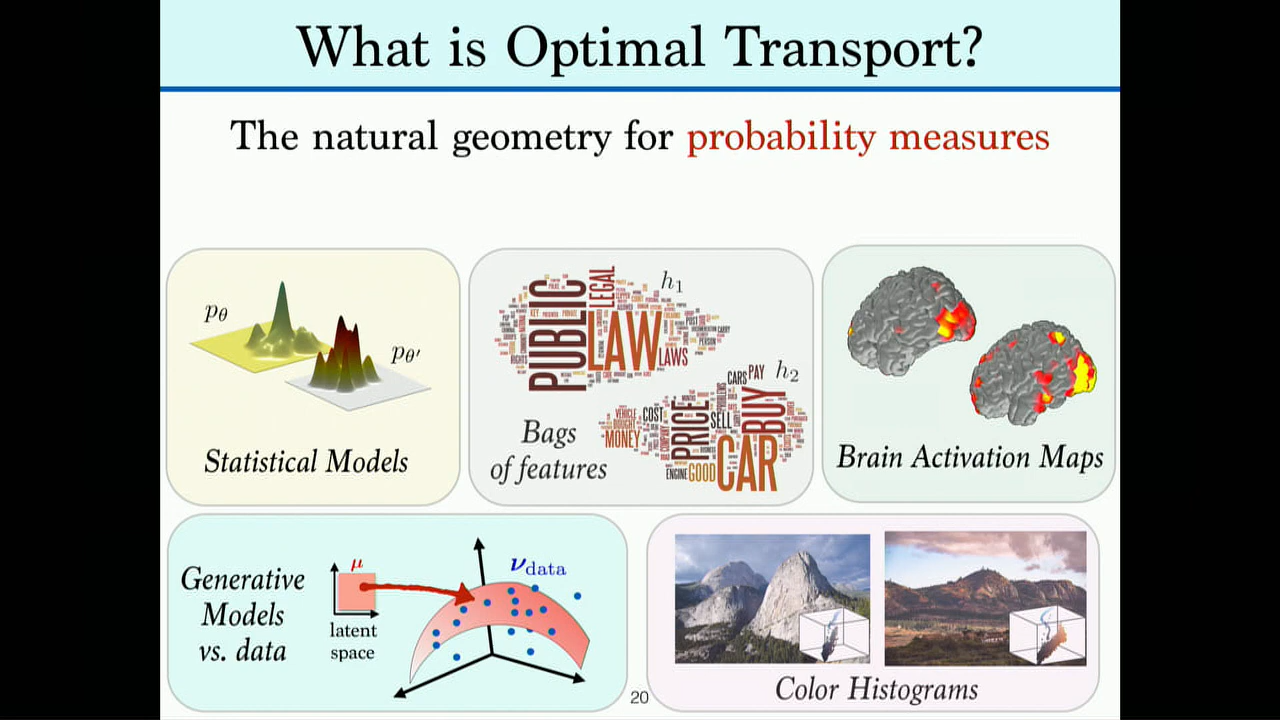 What is Optimal Transport?
The natural geometry for probability measures
pθ
pθ′
Statistical Models
PUBLIC
LEGAL
LAW
LAWS
h1
CARS PAY
h2
VEHICLE
COST
MONEY
PRICE
SELL
BUY
ENGINE GOOD
CAR
Bags
of features
Brain Activation Maps
Generative
Models
vs. data
μ
latent
space
νdata
Color Histograms
20